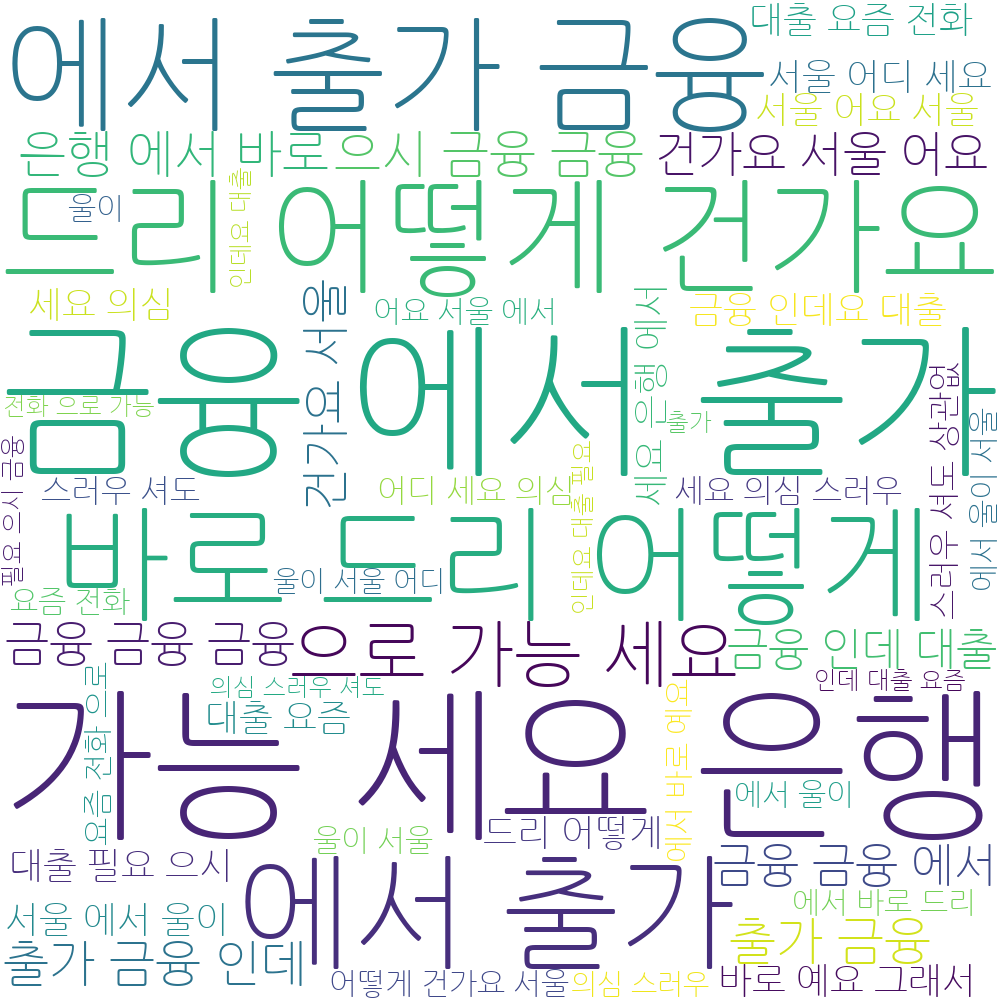 대출 요즘 전화
에서 출가 금융
서울 어디 세요
서울 어요 서울
은행 에서 바로
으시 금융 금융
건가요 서울 어요
인데요 대출
울이
드리 어떻게 건가요
세요 의심
건가요 서울
어요 서울 에서
세요 은행 에서
금융 인데요 대출
금융 에서 출가
전화 으로 가능
출가
스러우 셔도 상관없
에서 울이 서울
필요 으시 금융
스러우 셔도
어디 세요 의심
인데요 대출 필요
세요 의심 스러우
바로 드리 어떻게
울이 서울 어디
요즘 전화
금융 금융 금융
으로 가능 세요
금융 인데 대출
요즘 전화 으로
의심 스러우 셔도
인데 대출 요즘
대출 요즘
에서 바로 예요
가능 세요 은행
에서 울이
울이 서울
드리 어떻게
대출 필요 으시
에서 출가
금융 금융 에서
에서 바로 드리
서울 에서 울이
출가 금융
출가 금융 인데
어떻게 건가요 서울
의심 스러우
바로 예요 그래서